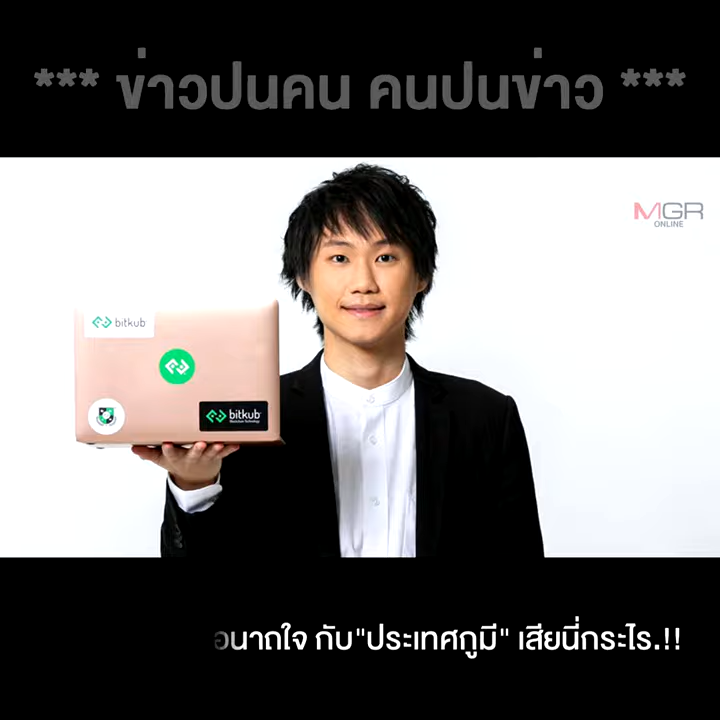 *** ข่าวปนคน คนปนข่าว ***
MGR
ONLINE
bitkub
bitkub
Blockchain Technology
อนาถใจ กับ"ประเทศกูมี" เสียนี่กระไร.!!